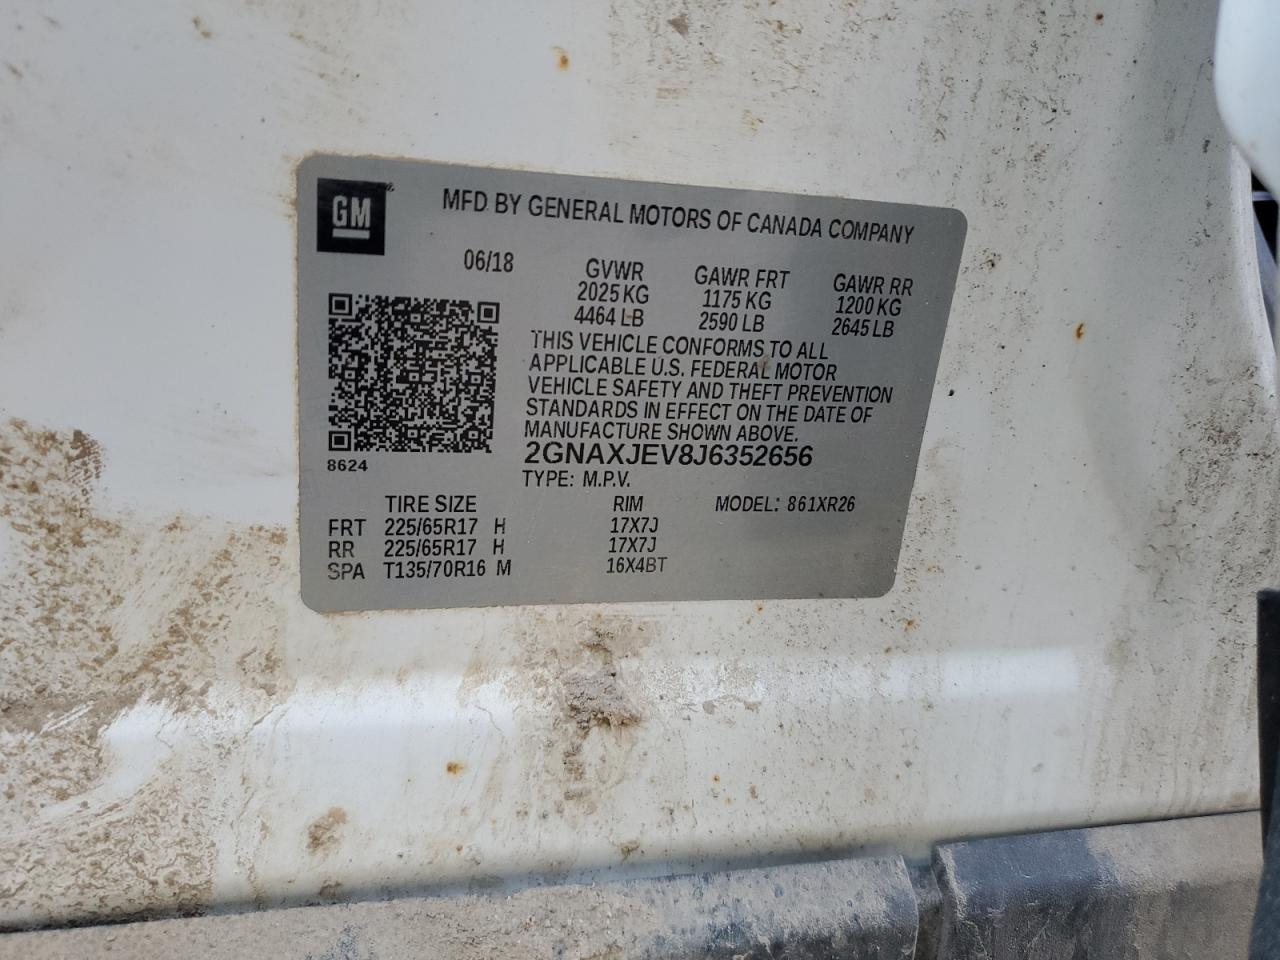 GM
MFD BY GENERAL MOTORS OF CANADA COMPANY
06/18 GVWR GAWR FRT GAWR RR
2025 KG 1175 KG 1200 KG
4464 LB 2590 LB 2645 LB
THIS VEHICLE CONFORMS TO ALL
APPLICABLE U.S. FEDERAL MOTOR
VEHICLE SAFETY AND THEFT PREVENTION
STANDARDS IN EFFECT ON THE DATE OF
MANUFACTURE SHOWN ABOVE.
8624 2GNAXJEV8J6352656
TYPE: M.P.V.
TIRE SIZE RIM MODEL: 861XR26
FRT 225/65R17 H 17X7J
RR 225/65R17 H 17X7J
SPA T135/70R16 M 16X4BT